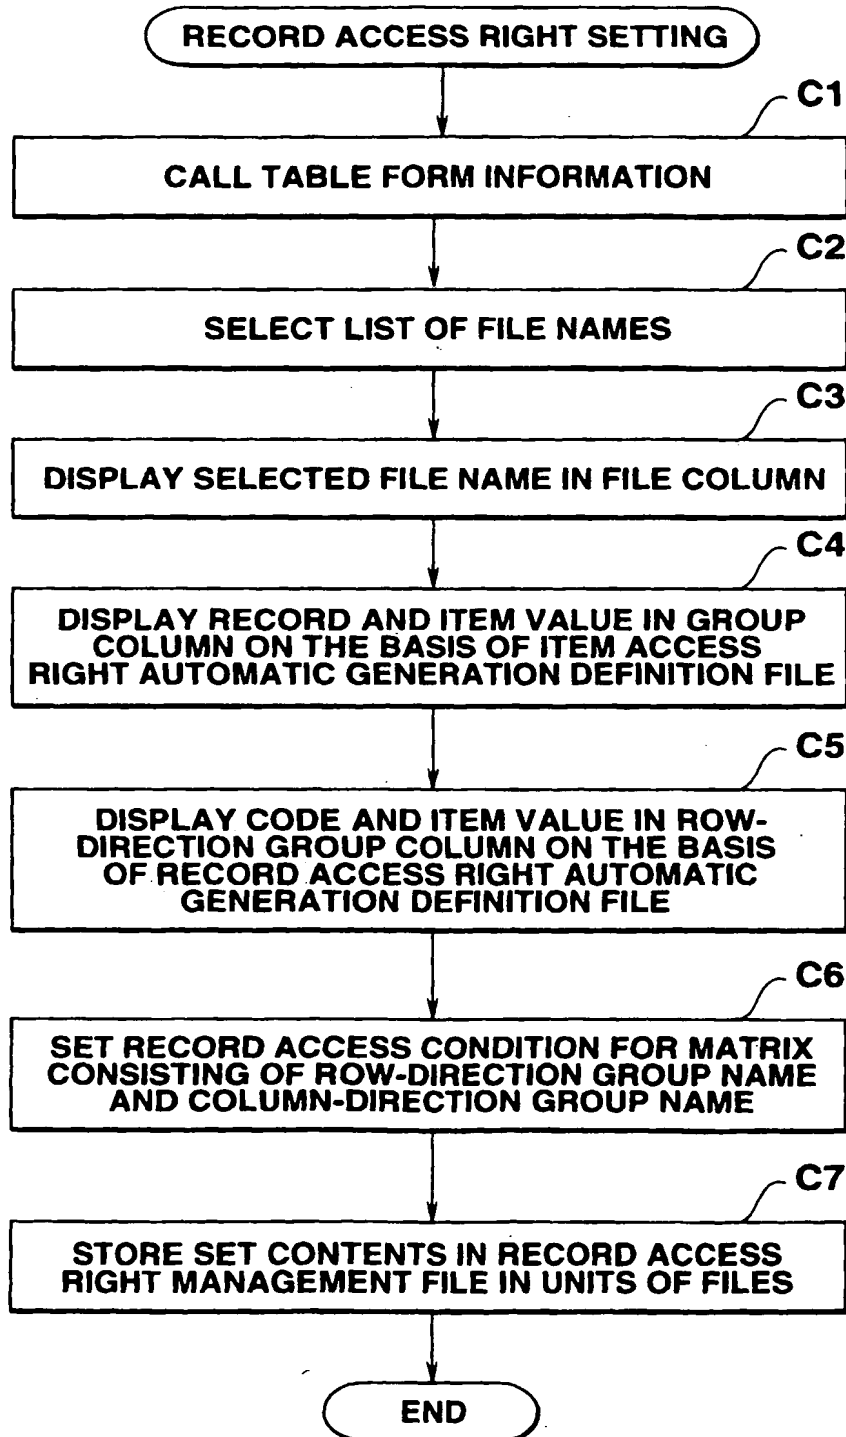 RECORD ACCESS RIGHT SETTING
C1
CALL TABLE FORM INFORMATION
C2
SELECT LIST OF FILE NAMES
C3
DISPLAY SELECTED FILE NAME IN FILE COLUMN
C4
DISPLAY RECORD AND ITEM VALUE IN GROUP
COLUMN ON THE BASIS OF ITEM ACCESS
RIGHT AUTOMATIC GENERATION DEFINITION FILE
C5
DISPLAY CODE AND ITEM VALUE IN ROW-
DIRECTION GROUP COLUMN ON THE BASIS
OF RECORD ACCESS RIGHT AUTOMATIC
GENERATION DEFINITION FILE
C6
SET RECORD ACCESS CONDITION FOR MATRIX
CONSISTING OF ROW-DIRECTION GROUP NAME
AND COLUMN-DIRECTION GROUP NAME
C7
STORE SET CONTENTS IN RECORD ACCESS
RIGHT MANAGEMENT FILE IN UNITS OF FILES
END